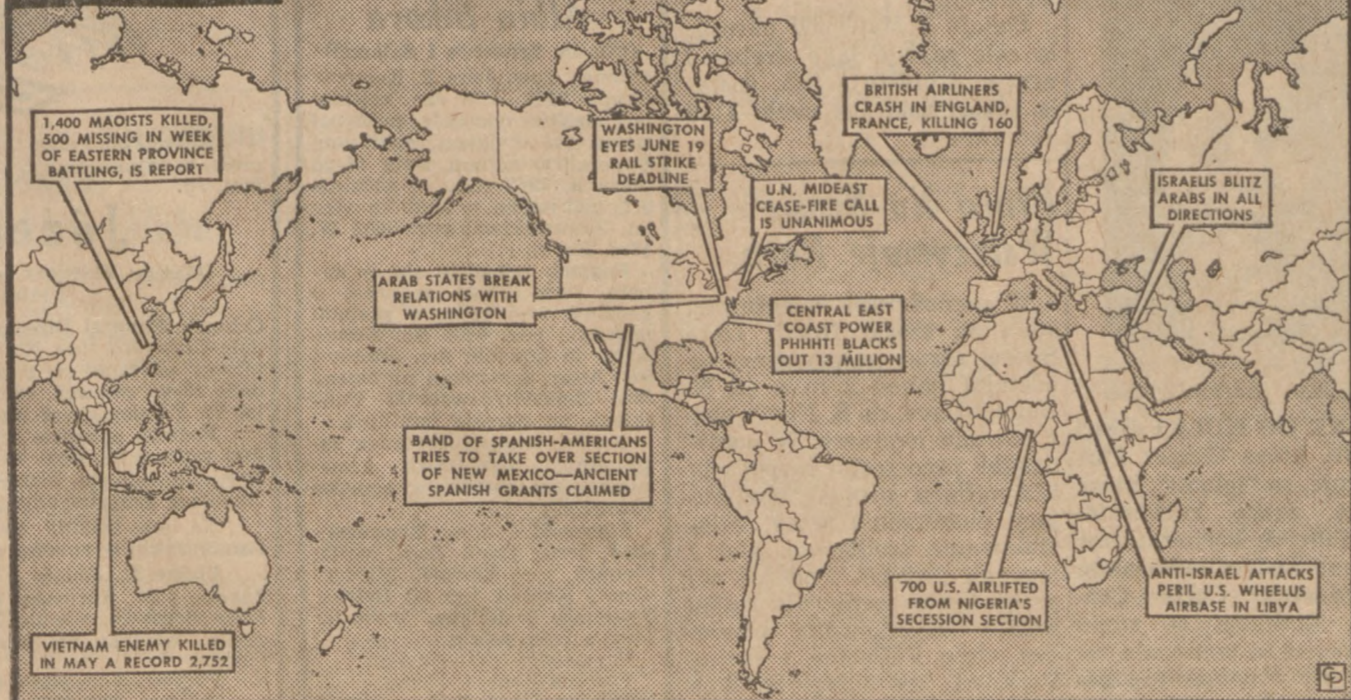 1,400 MAOISTS KILLED,
500 MISSING IN WEEK
OF EASTERN PROVINCE
BATTLING, IS REPORT
WASHINGTON
EYES JUNE 19
RAIL STRIKE
DEADLINE
BRITISH AIRLINERS
CRASH IN ENGLAND,
FRANCE, KILLING 160
U.N. MIDEAST
CEASE-FIRE CALL
IS UNANIMOUS
ISRAELIS BLITZ
ARABS IN ALL
DIRECTIONS
ARAB STATES BREAK
RELATIONS WITH
WASHINGTON
CENTRAL EAST
COAST POWER
PHHHT! BLACKS
OUT 13 MILLION
BAND OF SPANISH-AMERICANS
TRIES TO TAKE OVER SECTION
OF NEW MEXICO—ANCIENT
SPANISH GRANTS CLAIMED
700 U.S. AIRLIFTED
FROM NIGERIA'S
SECESSION SECTION
ANTI-ISRAEL ATTACKS
PERIL U.S. WHEELUS
AIRBASE IN LIBYA
VIETNAM ENEMY KILLED
IN MAY A RECORD 2,752
CP